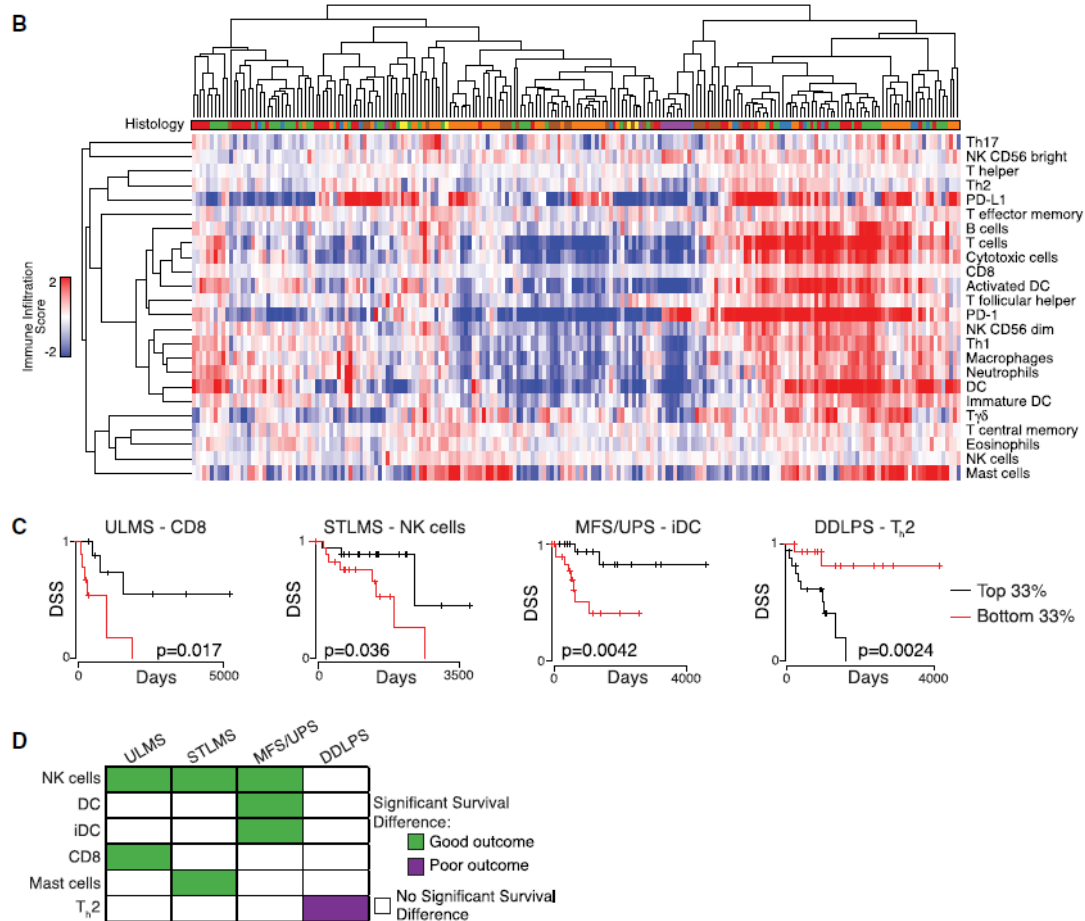 B
Histology
Th17
NK CD56 bright
T helper
Th2
PD-L1
T effector memory
B cells
T cells
Cytotoxic cells
CD8
Activated DC
T follicular helper
PD-1
NK CD56 dim
Th1
Macrophages
Neutrophils
DC
Immature DC
Tγδ
T central memory
Eosinophils
NK cells
Mast cells
Immune Infiltration
Score
2
-2
C
ULMS - CD8
STLMS - NK cells
MFS/UPS - iDC
DDLPS - Th2
1
DSS
1
p=0.017
0
Days
5000
1
DSS
1
p=0.036
0
Days
3500
1
DSS
1
p=0.0042
0
Days
4000
1
DSS
1
p=0.0024
0
Days
4000
Top 33%
Bottom 33%
D
ULMS
STLMS
MFS/UPS
DDLPS
NK cells
DC
iDC
CD8
Mast cells
Th2
Significant Survival
Difference:
Good outcome
Poor outcome
No Significant Survival
Difference